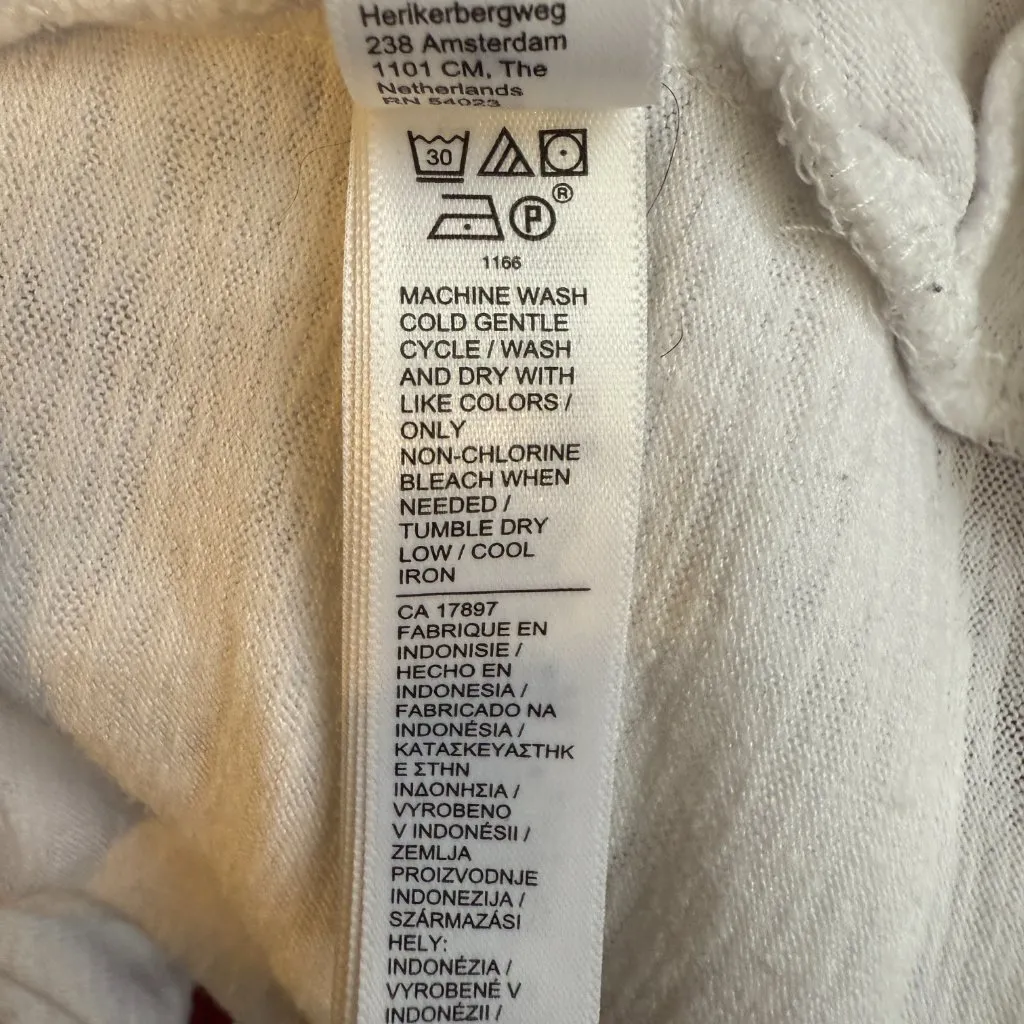 Herikerbergweg
238 Amsterdam
1101 CM, The
Netherlands
RN 54023
30
P®
1166
MACHINE WASH
COLD GENTLE
CYCLE / WASH
AND DRY WITH
LIKE COLORS /
ONLY
NON-CHLORINE
BLEACH WHEN
NEEDED /
TUMBLE DRY
LOW / COOL
IRON
CA 17897
FABRIQUE EN
INDONISIE /
HECHO EN
INDONESIA /
FABRICADO NA
INDONÉSIA /
ΚΑΤΑΣΚΕΥΑΣΤΗΚ
Ε ΣΤΗΝ
ΙΝΔΟΝΗΣΙΑ /
VYROBENO
V INDONÉSII /
ZEMLJA
PROIZVODNJE
INDONEZIJA /
SZÁRMAZÁSI
HELY:
INDONÉZIA /
VYROBENÉ V
INDONÉZII /